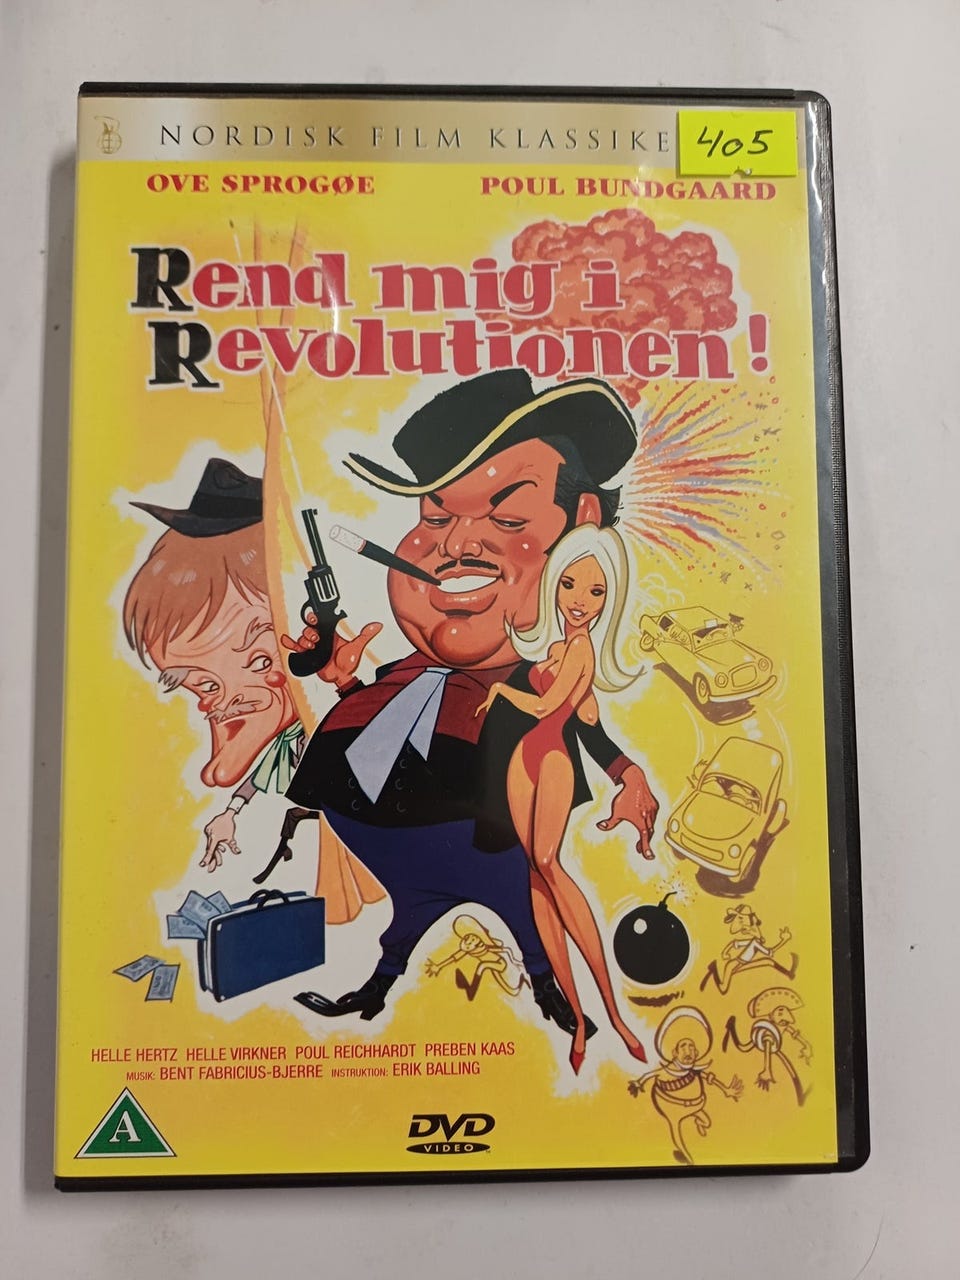 NORDISK FILM KLASSIKE
405
OVE SPROGØE POUL BUNDGAARD
Rend mig i
Revolutionen!
HELLE HERTZ HELLE VIRKNER POUL REICHHARDT PREBEN KAAS
MUSIK: BENT FABRICIUS-BJERRE INSTRUKTION: ERIK BALLING
A
DVD
VIDEO